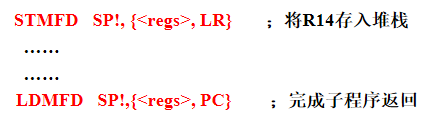 STMFD SP!, {<regs>, LR} ；将R14存入堆栈
……
……
LDMFD SP!,{<regs>, PC} ；完成子程序返回